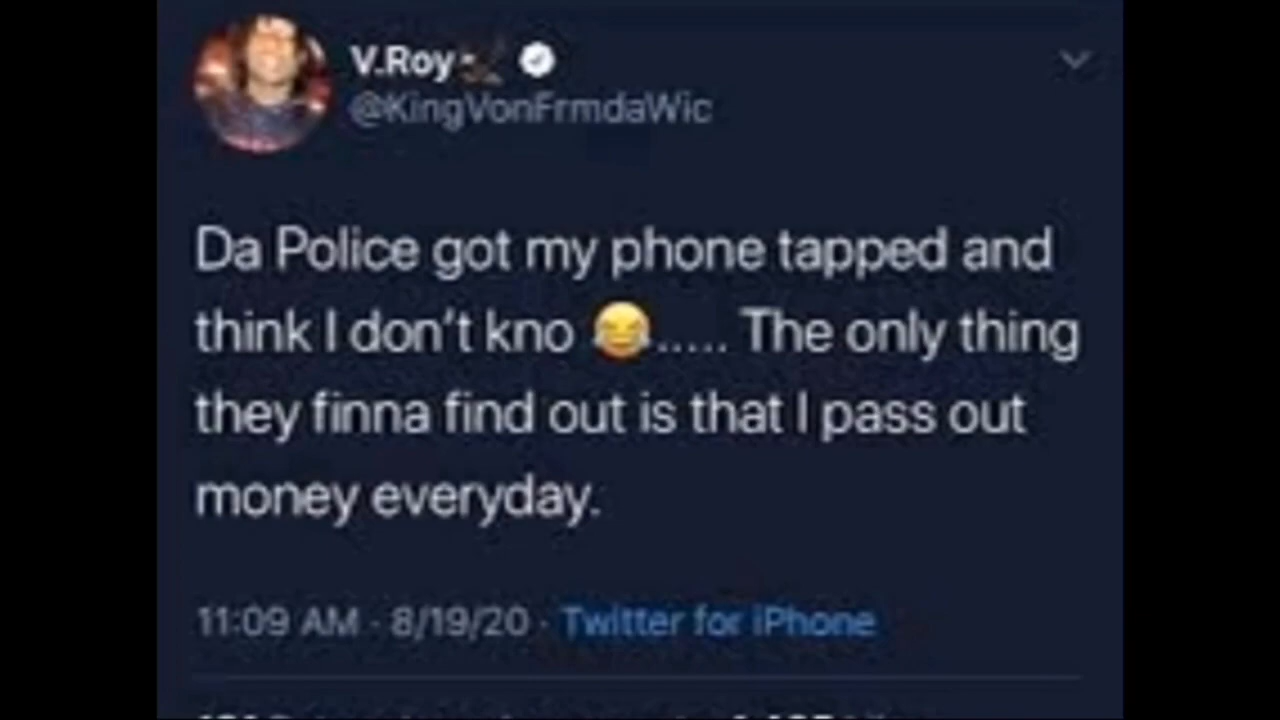 V.Roy
@KingVonFrmdaWic
Da Police got my phone tapped and
think I don't kno 😂..... The only thing
they finna find out is that I pass out
money everyday.
11:09 AM · 8/19/20 · Twitter for iPhone